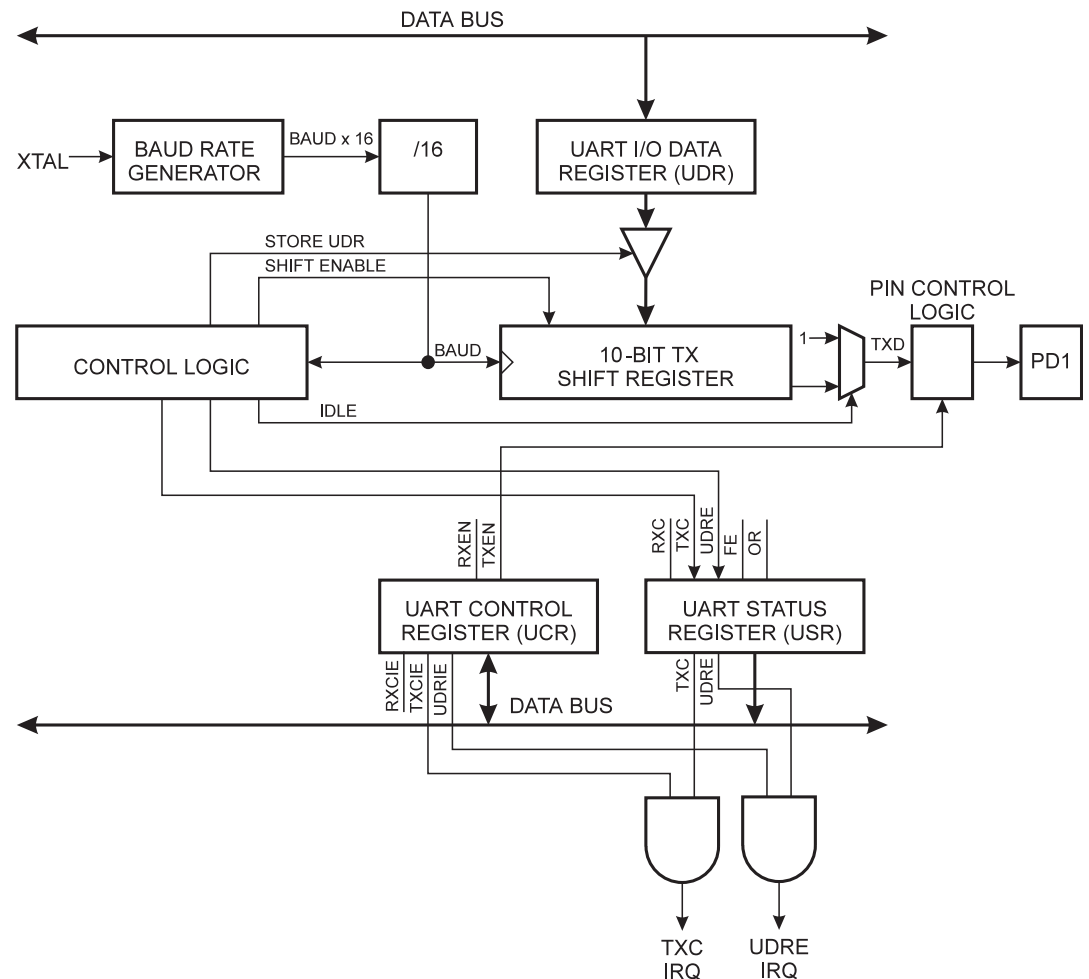 DATA BUS
XTAL
BAUD RATE
GENERATOR
BAUD x 16
/16
UART I/O DATA
REGISTER (UDR)
STORE UDR
SHIFT ENABLE
PIN CONTROL
LOGIC
CONTROL LOGIC
BAUD
10-BIT TX
SHIFT REGISTER
1
TXD
PD1
IDLE
RXEN
TXEN
RXC
TXC
UDRE
FE
OR
UART CONTROL
REGISTER (UCR)
UART STATUS
REGISTER (USR)
RXCIE
TXCIE
UDRIE
TXC
UDRE
DATA BUS
TXC
IRQ
UDRE
IRQ